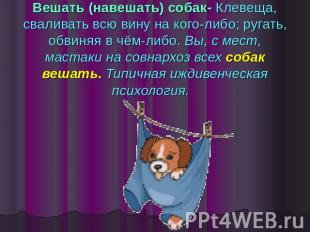 Вешать (навешать) собак- Клевеща,
сваливать всю вину на кого-либо; ругать,
обвиняя в чём-либо. Вы, с мест,
мастаки на совнархоз всех собак
вешать. Типичная иждивенческая
психология.
PPt4WEB.ru